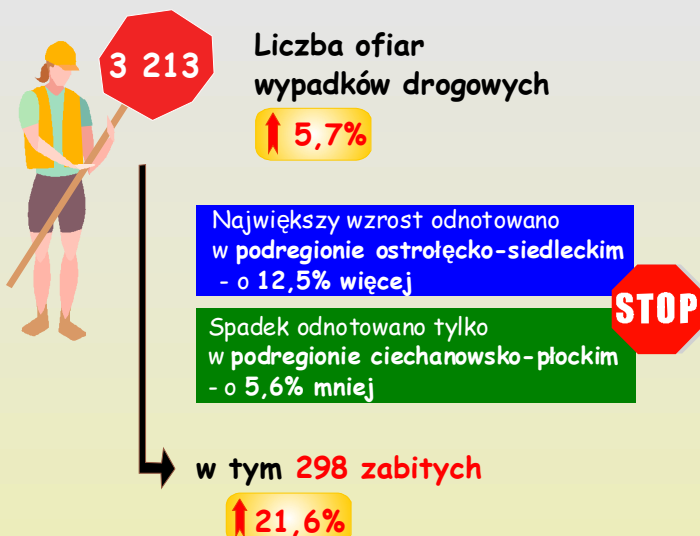 3 213
Liczba ofiar
wypadków drogowych
5,7%
Największy wzrost odnotowano
w podregionie ostrołęcko-siedleckim
- o 12,5% więcej
STOP
Spadek odnotowano tylko
w podregionie ciechanowsko-płockim
- o 5,6% mniej
w tym 298 zabitych
21,6%